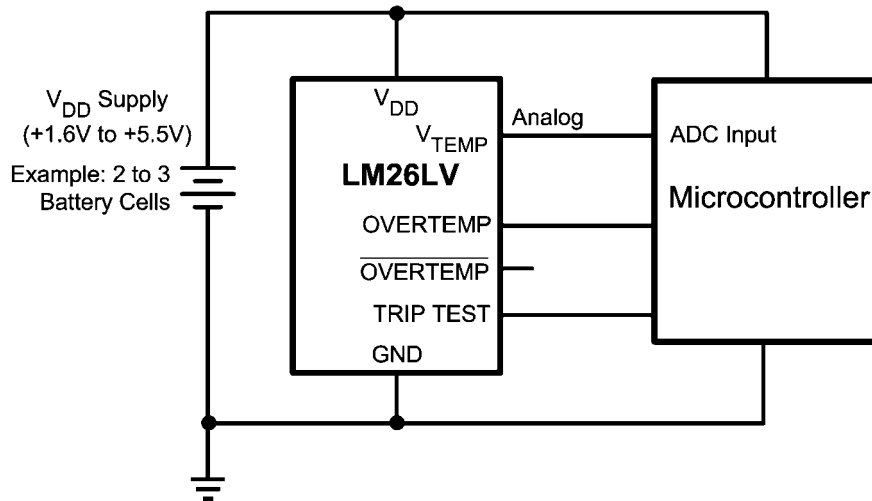 V_DD Supply
(+1.6V to +5.5V)
Example: 2 to 3
Battery Cells
V_DD
V_TEMP
LM26LV
OVERTEMP
OVERTEMP
TRIP TEST
GND
Analog
ADC Input
Microcontroller